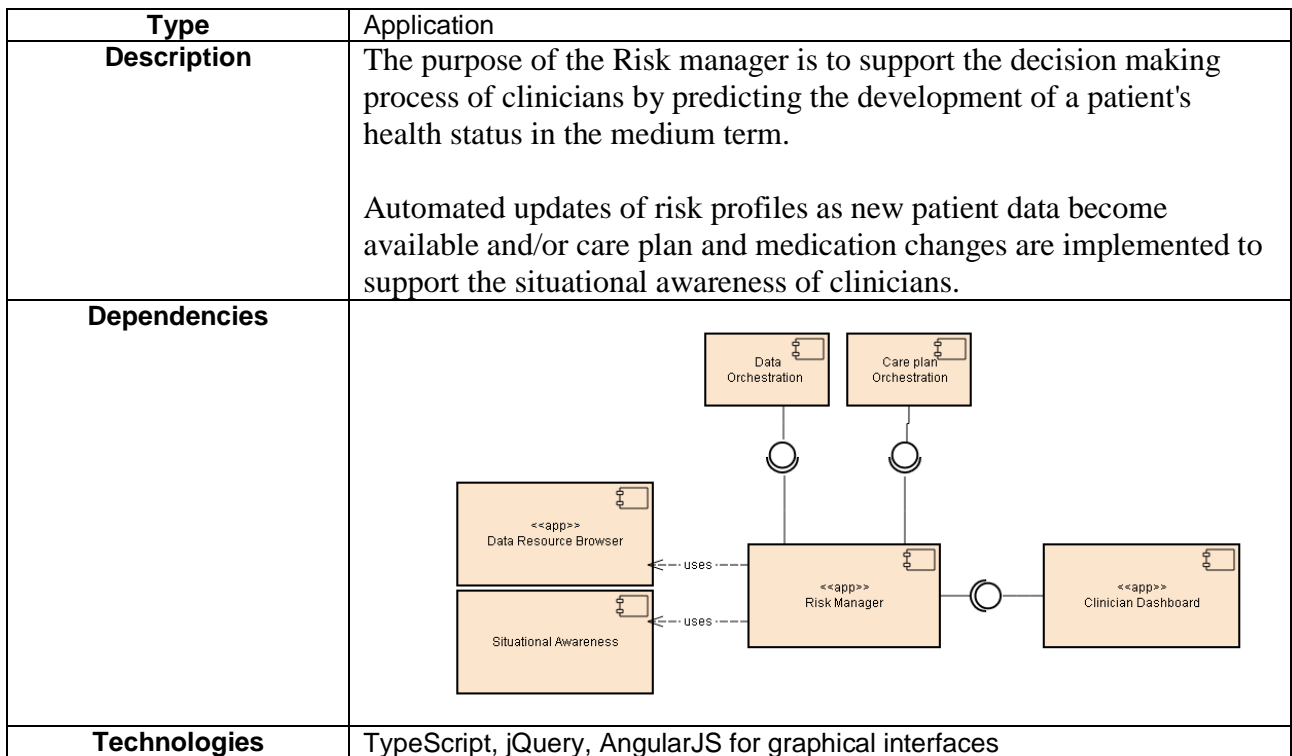 Type
Application
Description
The purpose of the Risk manager is to support the decision making
process of clinicians by predicting the development of a patient's
health status in the medium term.
Automated updates of risk profiles as new patient data become
available and/or care plan and medication changes are implemented to
support the situational awareness of clinicians.
Dependencies
Data
Orchestration
Care plan
Orchestration
<<app>>
Data Resource Browser
uses
<<app>>
Risk Manager
<<app>>
Clinician Dashboard
Situational Awareness
uses
Technologies
TypeScript, jQuery, AngularJS for graphical interfaces